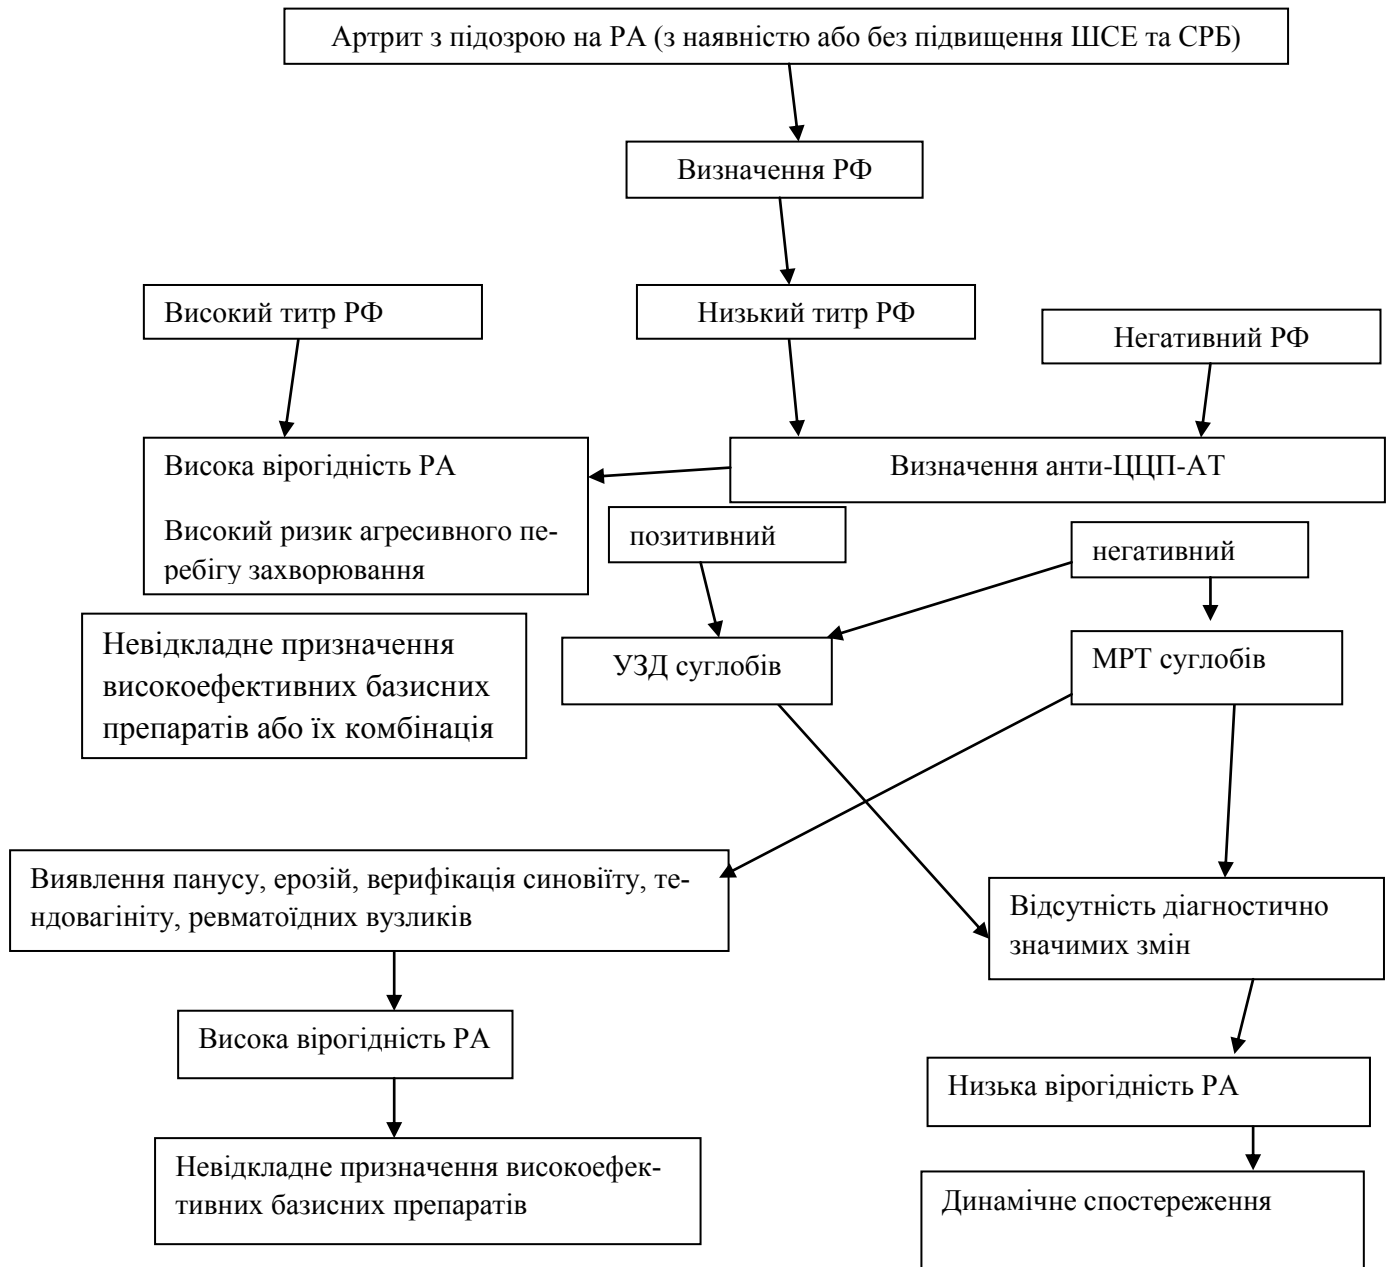 Артрит з підозрою на РА (з наявністю або без підвищення ШСЕ та СРБ)
Визначення РФ
Високий титр РФ
Низький титр РФ
Негативний РФ
Висока вірогідність РА
Високий ризик агресивного пе-
ребігу захворювання
Визначення анти-ЦЦП-АТ
позитивний
негативний
Невідкладне призначення
високоефективних базисних
препаратів або їх комбінація
УЗД суглобів
МРТ суглобів
Виявлення панусу, ерозій, верифікація синовіїту, те-
ндовагініту, ревматоїдних вузликів
Відсутність діагностично
значимих змін
Висока вірогідність РА
Низька вірогідність РА
Невідкладне призначення високоефек-
тивних базисних препаратів
Динамічне спостереження